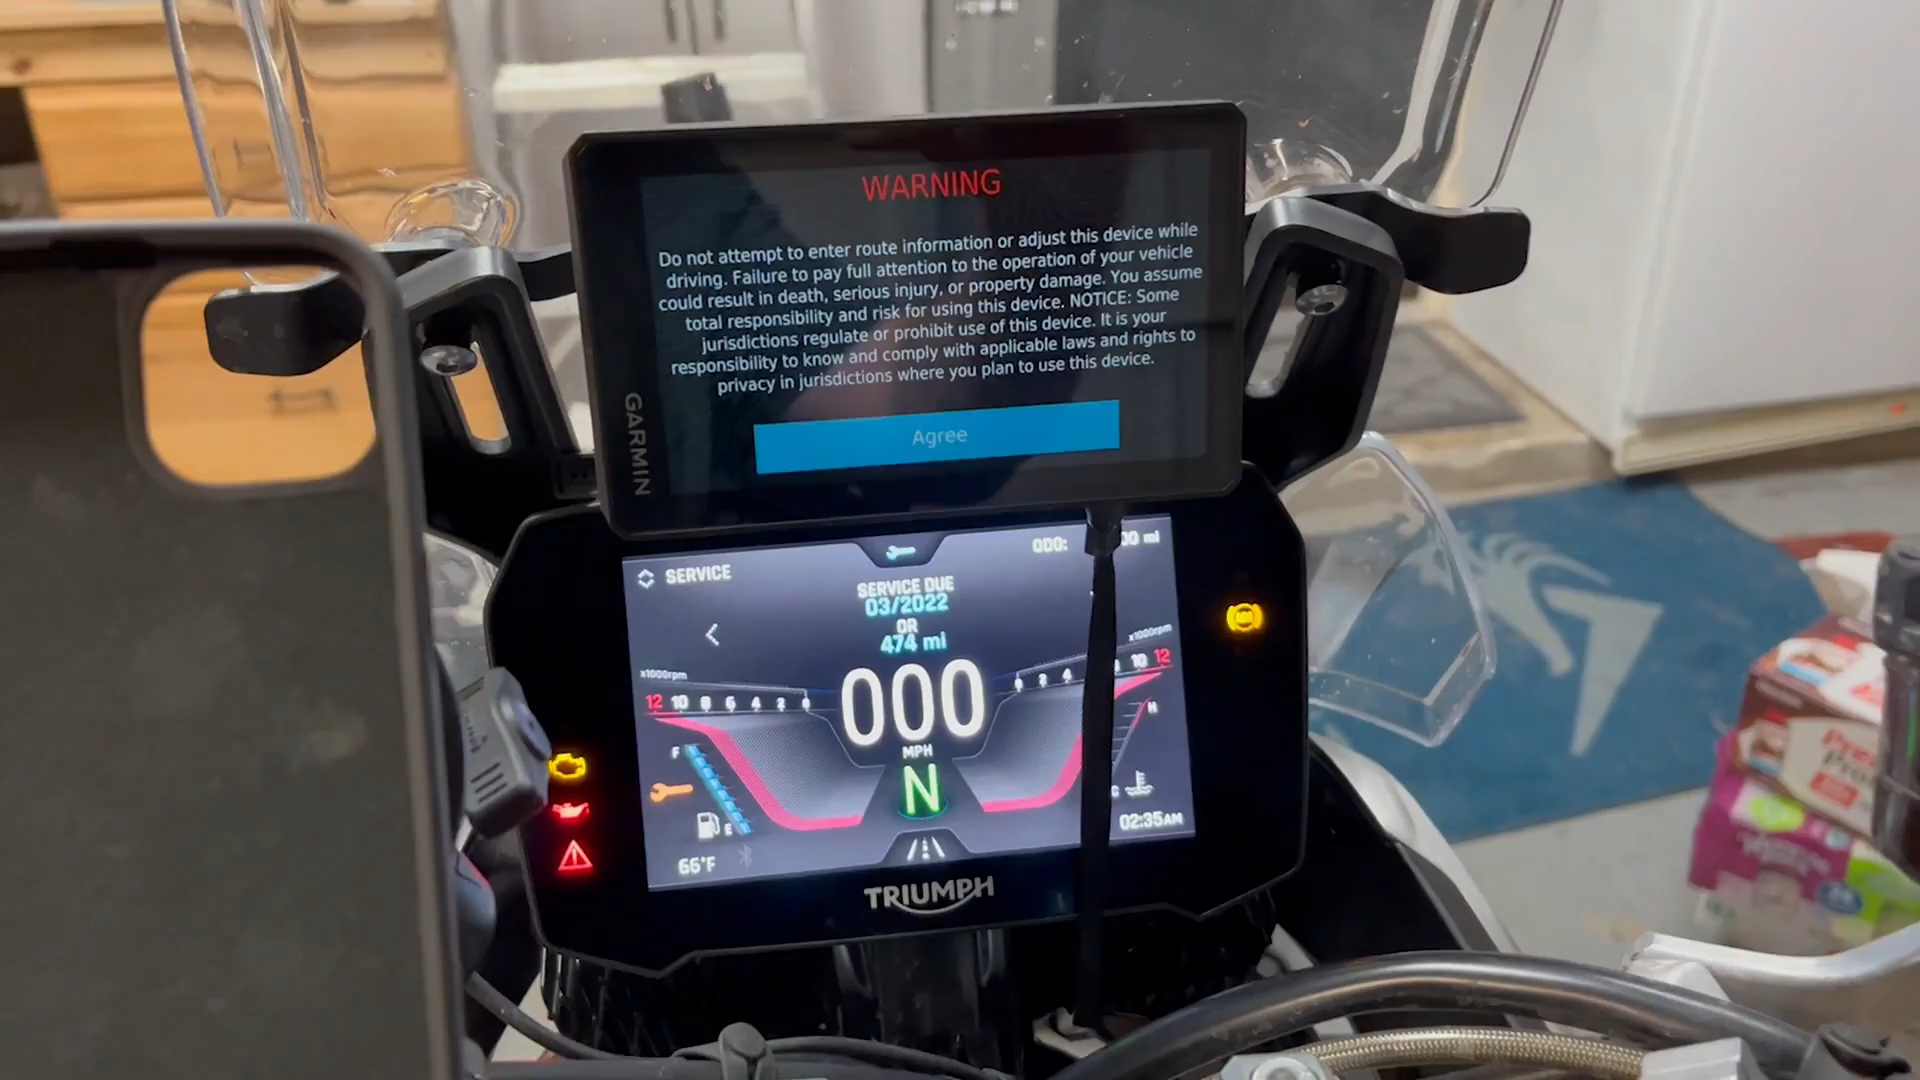 WARNING
Do not attempt to enter route information or adjust this device while
driving. Failure to pay full attention to the operation of your vehicle
could result in death, serious injury, or property damage. You assume
total responsibility and risk for using this device. NOTICE: Some
jurisdictions regulate or prohibit use of this device. It is your
responsibility to know and comply with applicable laws and rights to
privacy in jurisdictions where you plan to use this device.
Agree
GARMIN
SERVICE
ODO: 00 mi
SERVICE DUE
03/2022
OR
474 mi
x1000rpm
12 10 8 6 4 2 0
000
MPH
x1000rpm
0 2 4 10 12
F
E
N
H
C
66°F
02:35AM
TRIUMPH